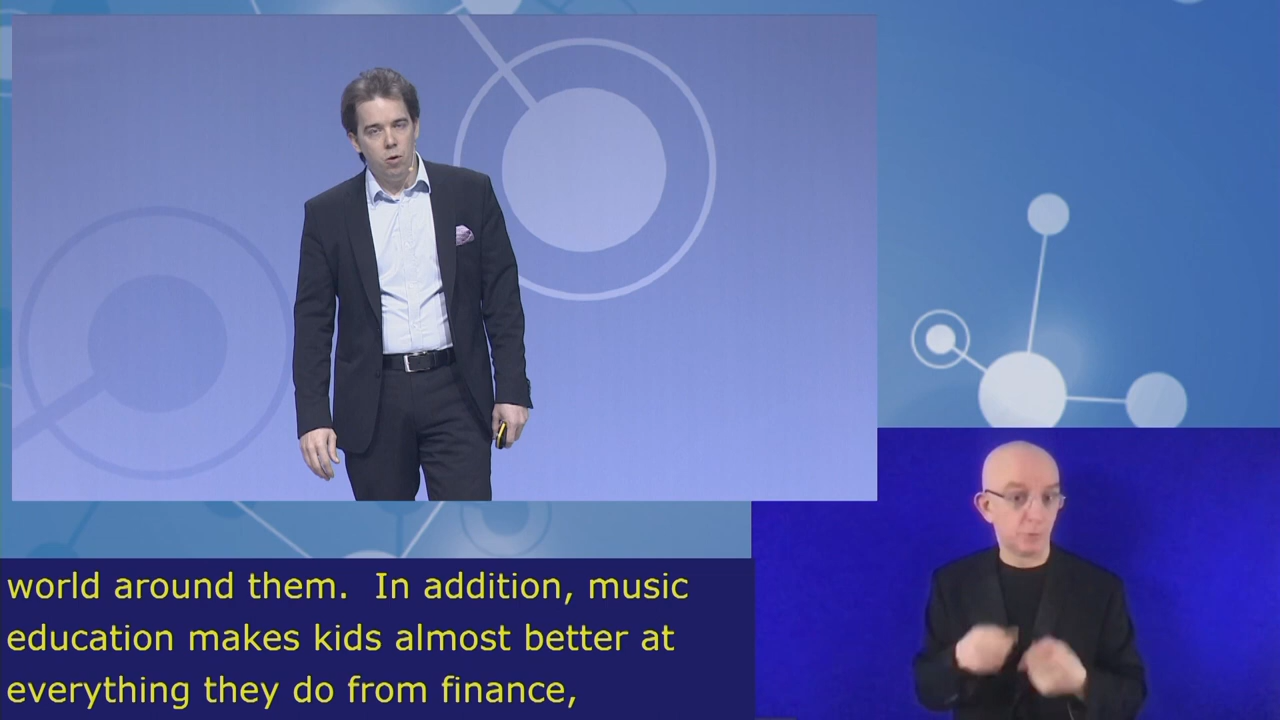 world around them.  In addition, music
education makes kids almost better at
everything they do from finance,